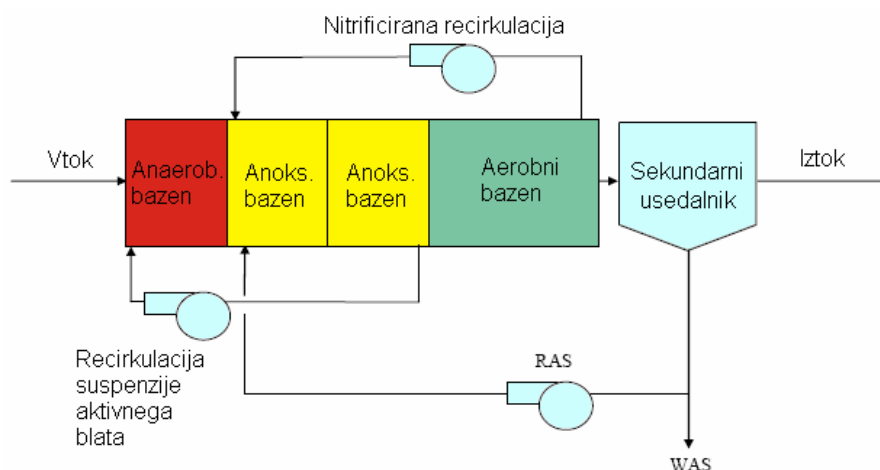 Nitrificirana recirkulacija
Vtok
Anaerob.
bazen
Anoks.
bazen
Anoks.
bazen
Aerobni
bazen
Sekundarni
usedalnik
Iztok
Recirkulacija
suspenzije
aktivnega
blata
RAS
WAS